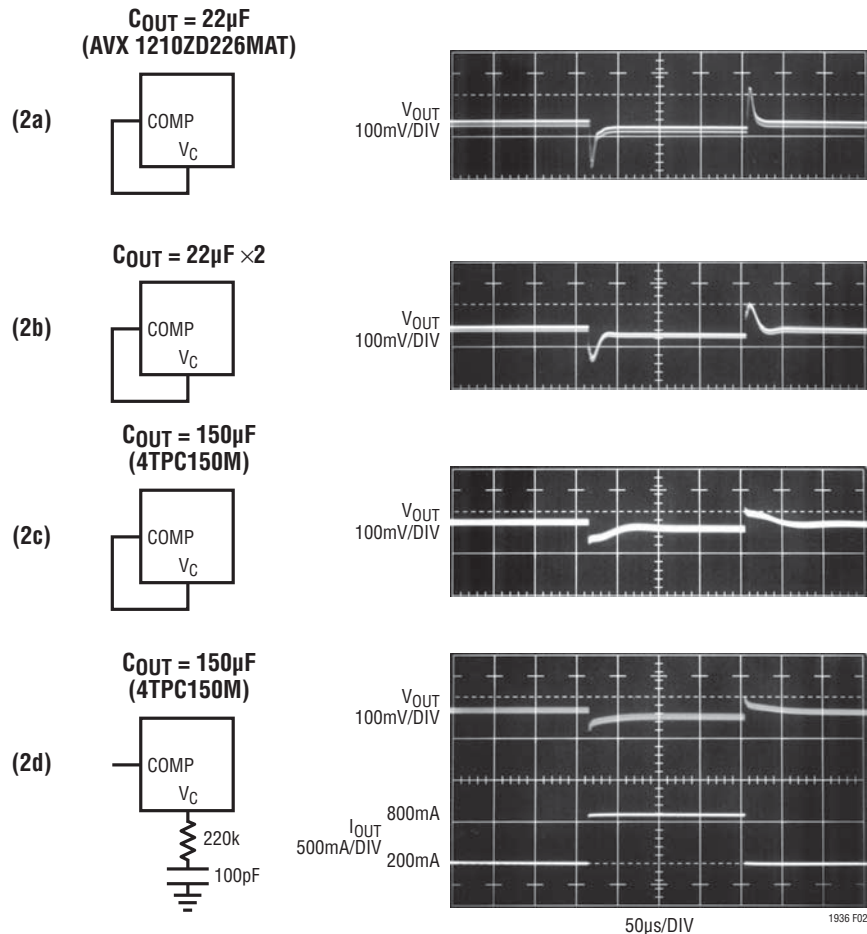 COUT = 22µF
(AVX 1210ZD226MAT)
(2a)
COMP
VC
VOUT
100mV/DIV
COUT = 22µF ×2
(2b)
COMP
VC
VOUT
100mV/DIV
COUT = 150µF
(4TPC150M)
(2c)
COMP
VC
VOUT
100mV/DIV
COUT = 150µF
(4TPC150M)
(2d)
COMP
VC
220k
100pF
VOUT
100mV/DIV
800mA
IOUT
500mA/DIV
200mA
50µs/DIV
1936 F02